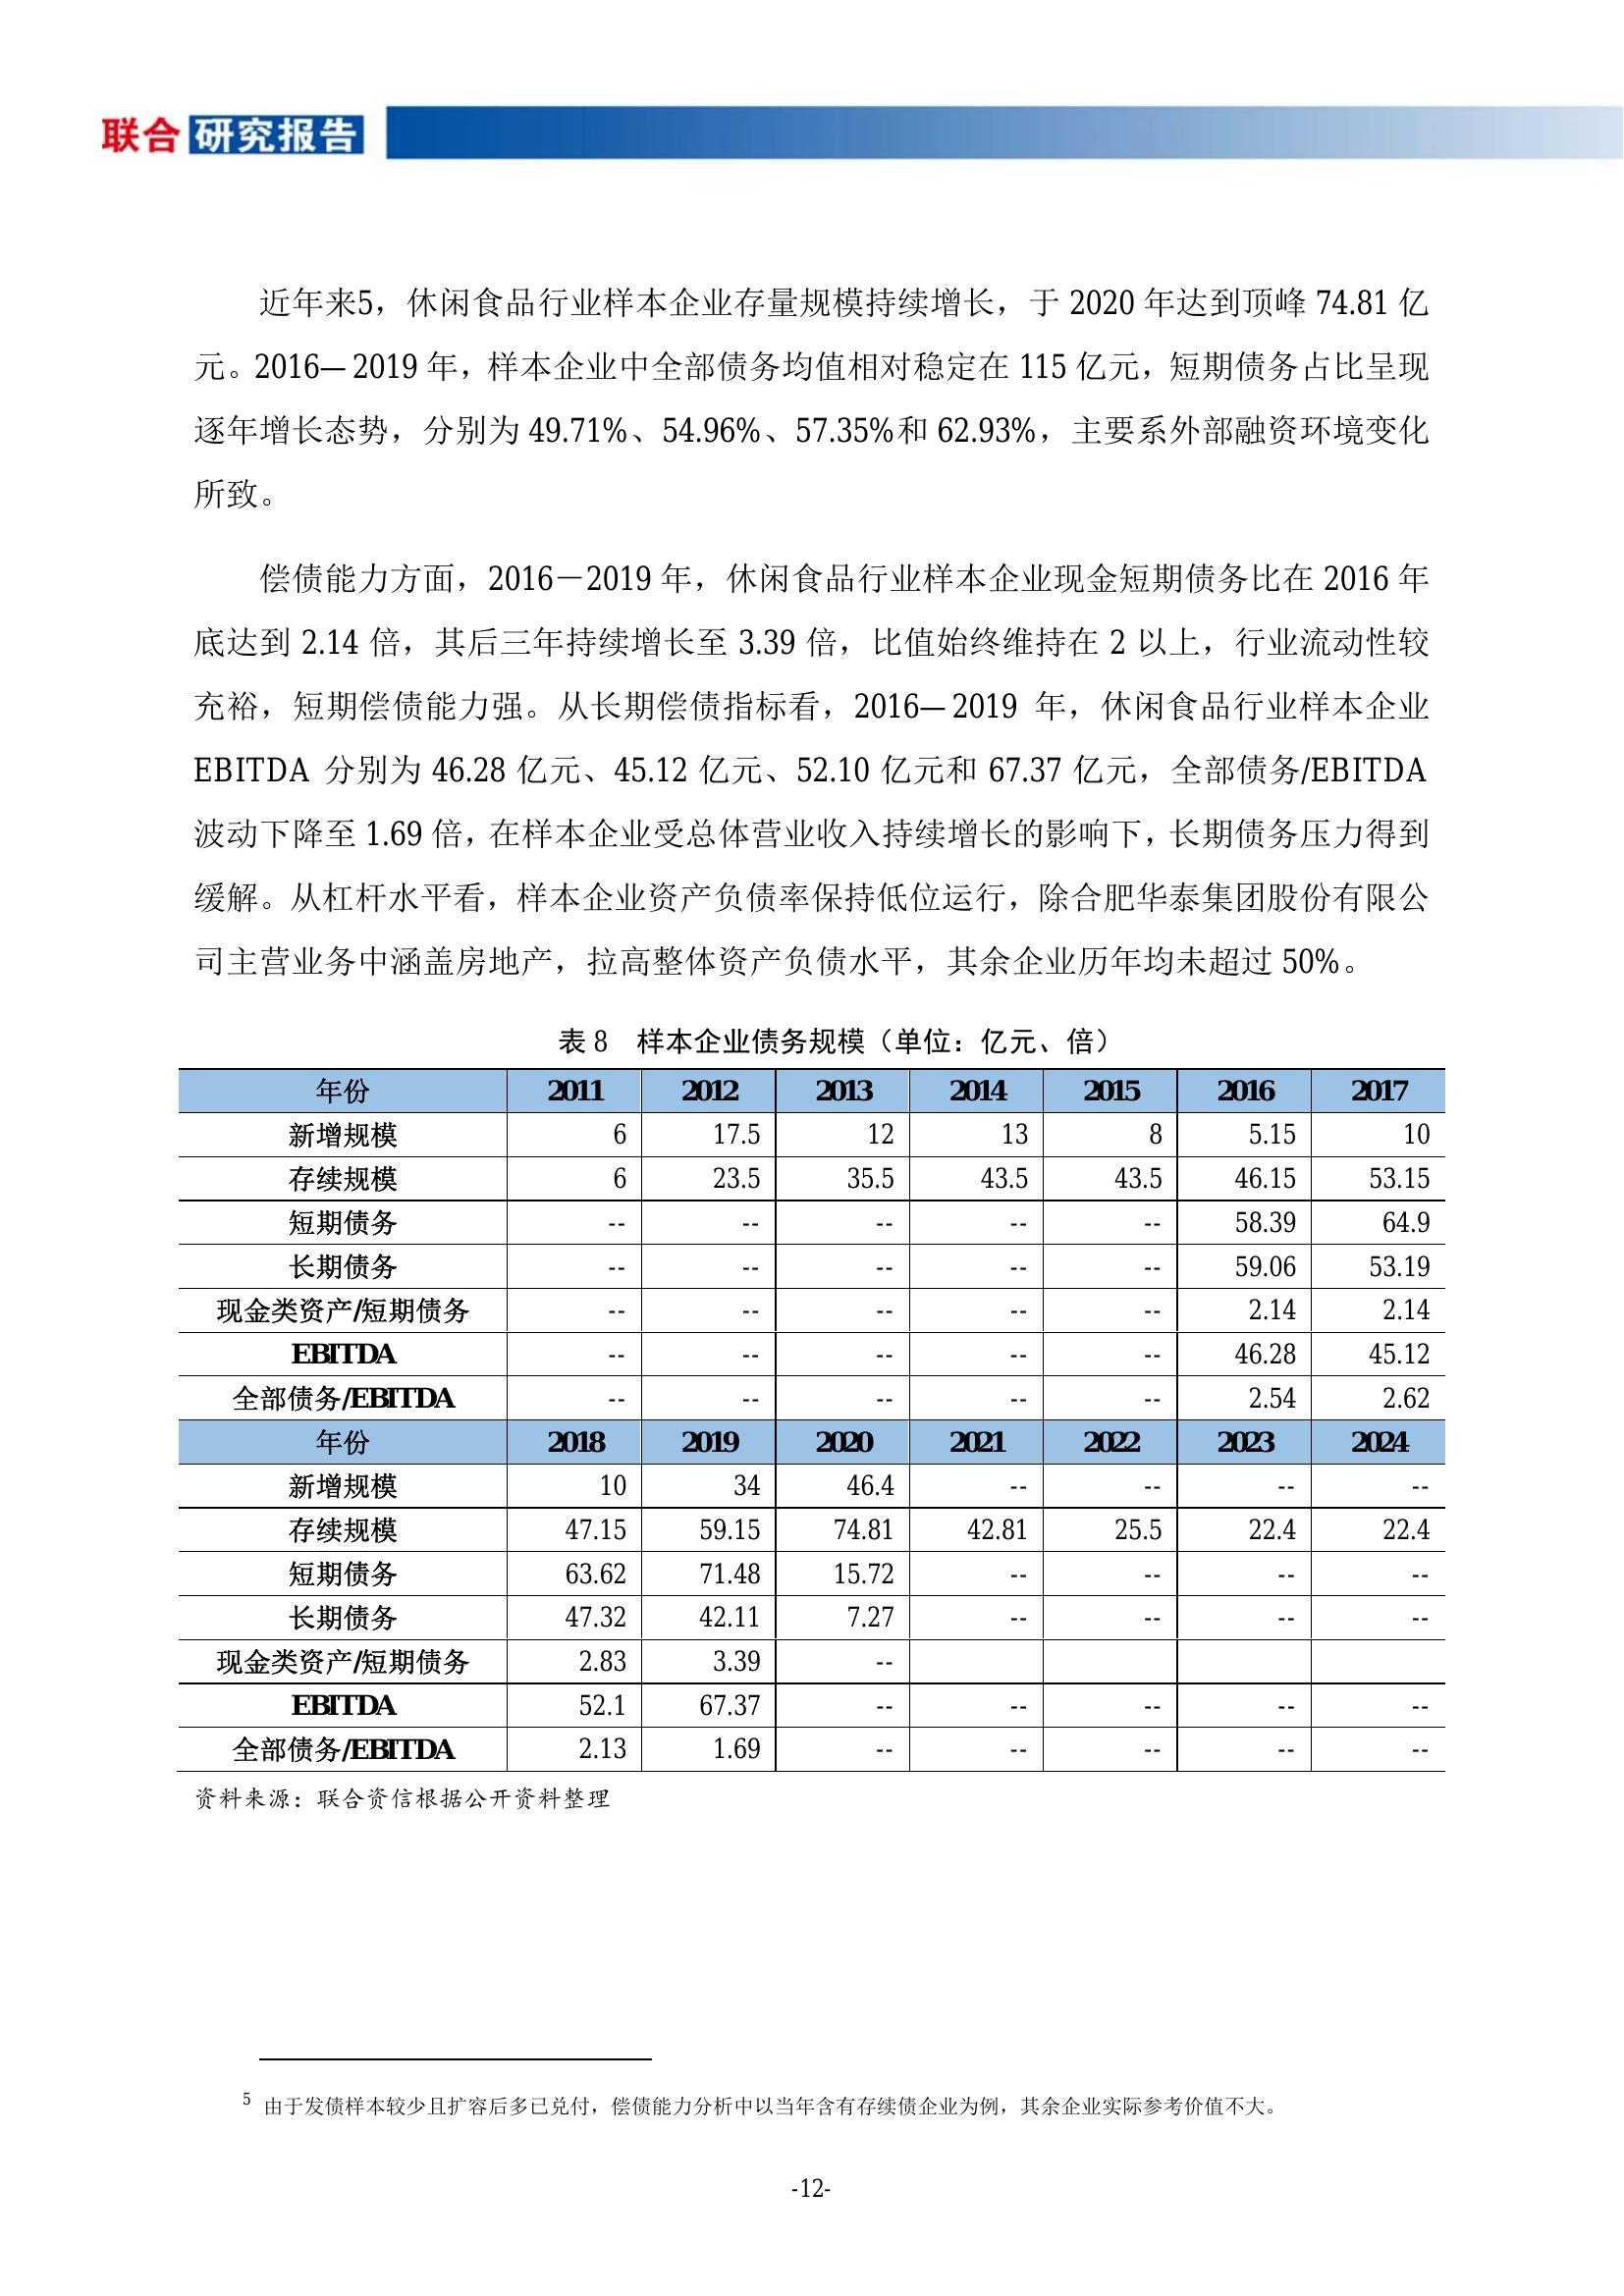 联合 研究报告
近年来5，休闲食品行业样本企业存量规模持续增长，于 2020 年达到顶峰 74.81 亿
元。2016—2019 年，样本企业中全部债务均值相对稳定在 115 亿元，短期债务占比呈现
逐年增长态势，分别为 49.71%、54.96%、57.35%和 62.93%，主要系外部融资环境变化
所致。
偿债能力方面，2016－2019 年，休闲食品行业样本企业现金短期债务比在 2016 年
底达到 2.14 倍，其后三年持续增长至 3.39 倍，比值始终维持在 2 以上，行业流动性较
充裕，短期偿债能力强。从长期偿债指标看，2016—2019 年，休闲食品行业样本企业
EBITDA 分别为 46.28 亿元、45.12 亿元、52.10 亿元和 67.37 亿元，全部债务/EBITDA
波动下降至 1.69 倍，在样本企业受总体营业收入持续增长的影响下，长期债务压力得到
缓解。从杠杆水平看，样本企业资产负债率保持低位运行，除合肥华泰集团股份有限公
司主营业务中涵盖房地产，拉高整体资产负债水平，其余企业历年均未超过 50%。
表 8 样本企业债务规模（单位：亿元、倍）
年份 2011 2012 2013 2014 2015 2016 2017
新增规模 6 17.5 12 13 8 5.15 10
存续规模 6 23.5 35.5 43.5 43.5 46.15 53.15
短期债务 -- -- -- -- -- 58.39 64.9
长期债务 -- -- -- -- -- 59.06 53.19
现金类资产/短期债务 -- -- -- -- -- 2.14 2.14
EBITDA -- -- -- -- -- 46.28 45.12
全部债务/EBITDA -- -- -- -- -- 2.54 2.62
年份 2018 2019 2020 2021 2022 2023 2024
新增规模 10 34 46.4 -- -- -- --
存续规模 47.15 59.15 74.81 42.81 25.5 22.4 22.4
短期债务 63.62 71.48 15.72 -- -- -- --
长期债务 47.32 42.11 7.27 -- -- -- --
现金类资产/短期债务 2.83 3.39 --
EBITDA 52.1 67.37 -- -- -- -- --
全部债务/EBITDA 2.13 1.69 -- -- -- -- --
资料来源：联合资信根据公开资料整理
5 由于发债样本较少且扩容后多已兑付，偿债能力分析中以当年含有存续债企业为例，其余企业实际参考价值不大。
-12-